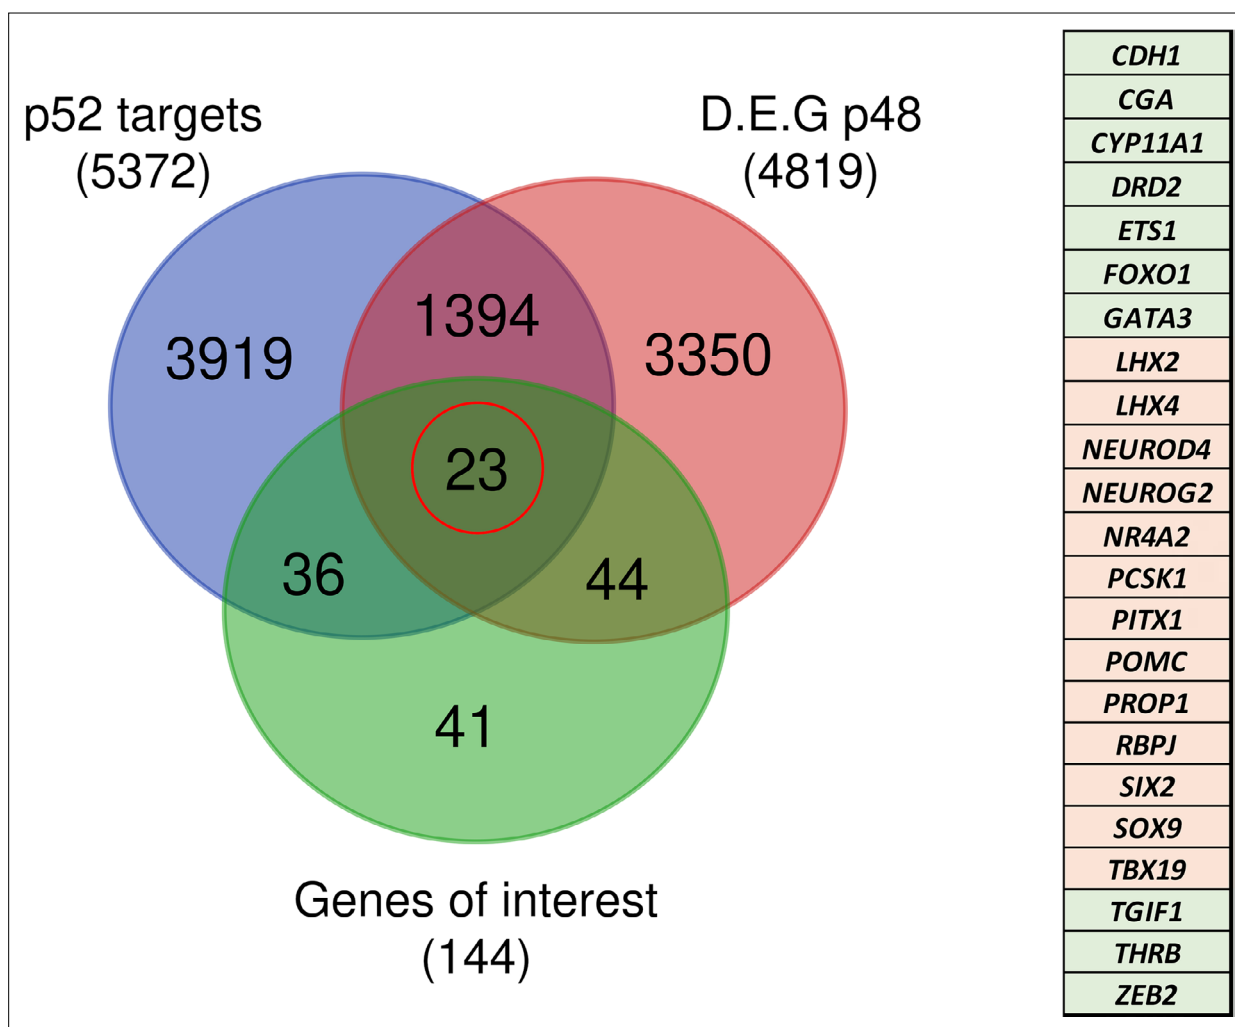 p52 targets
(5372)
D.E.G p48
(4819)
3919
1394
3350
23
36
44
41
Genes of interest
(144)
CDH1
CGA
CYP11A1
DRD2
ETS1
FOXO1
GATA3
LHX2
LHX4
NEUROD4
NEUROG2
NR4A2
PCSK1
PITX1
POMC
PROP1
RBPJ
SIX2
SOX9
TBX19
TGIF1
THRB
ZEB2